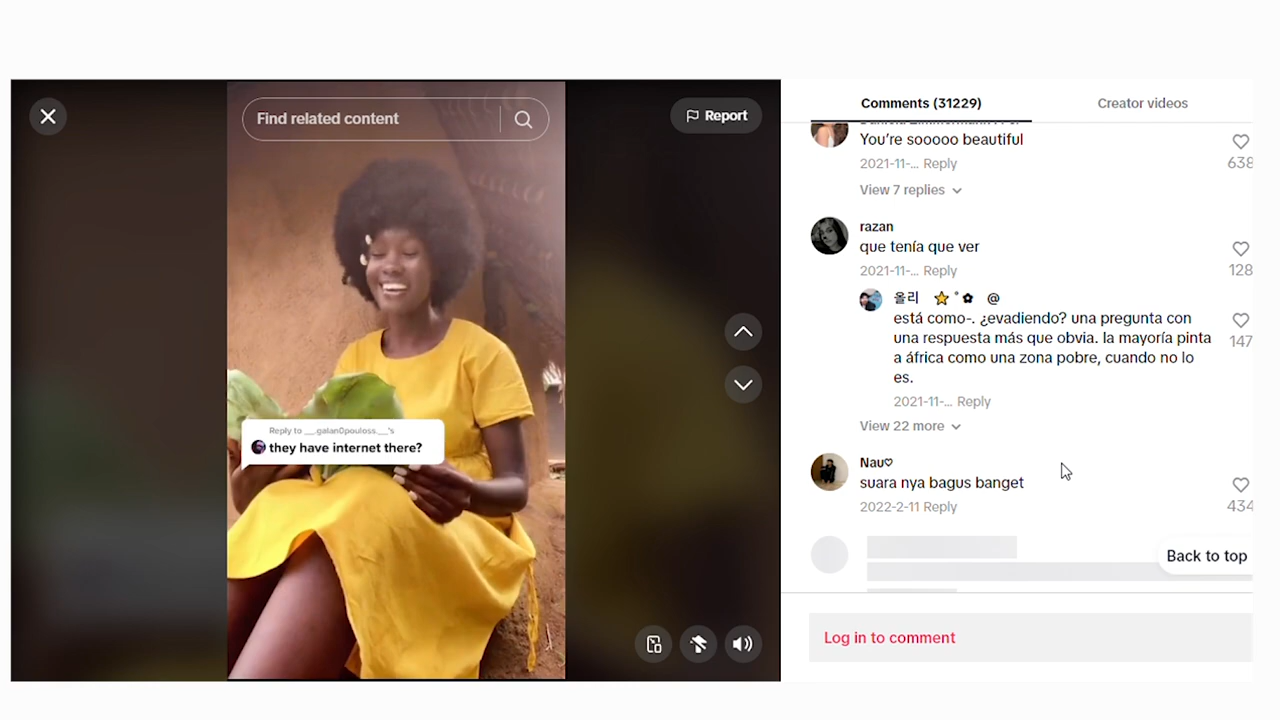 Find related content
Report
Reply to __.galan0pouloss.__'s
they have internet there?
Comments (31229)
Creator videos
You're sooooo beautiful
2021-11-... Reply
638
View 7 replies
razan
que tenía que ver
2021-11-... Reply
128
올리 ⭐ ° ✿ @
está como-. ¿evadiendo? una pregunta con
una respuesta más que obvia. la mayoría pinta
a áfrica como una zona pobre, cuando no lo
es.
147
2021-11-... Reply
View 22 more
Nau♡
suara nya bagus banget
2022-2-11 Reply
434
Back to top
Log in to comment